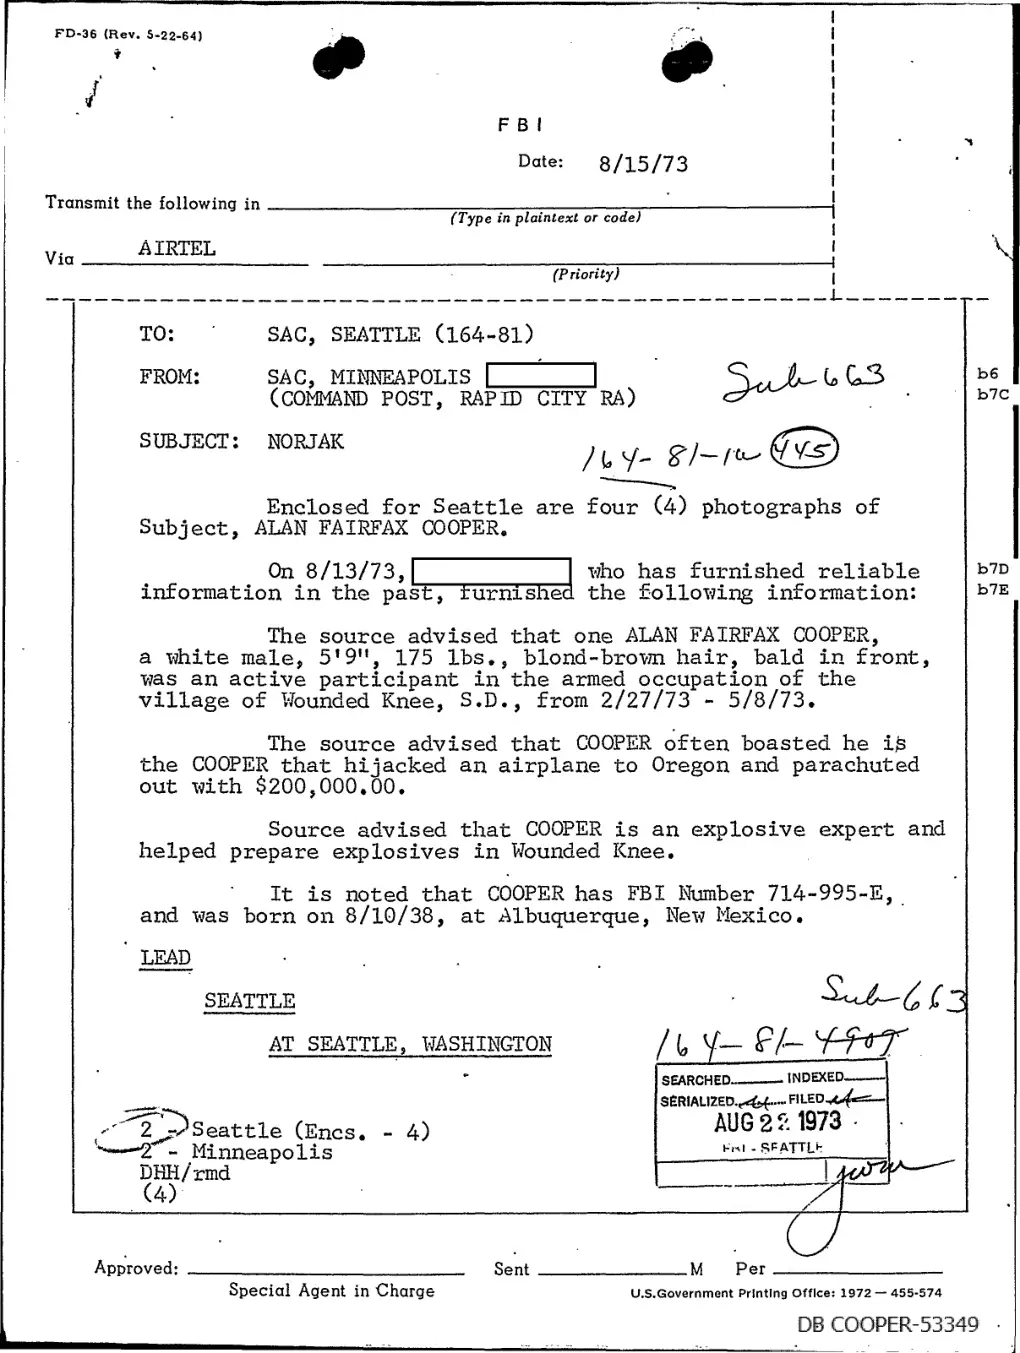 FD-36 (Rev. 5-22-64)
F B I
Date: 8/15/73
Transmit the following in
(Type in plaintext or code)
Via AIRTEL
(Priority)
TO: SAC, SEATTLE (164-81)
FROM: SAC, MINNEAPOLIS
(COMMAND POST, RAPID CITY RA)
Sub 663
b6
b7C
SUBJECT: NORJAK
164-81-1a 445
Enclosed for Seattle are four (4) photographs of
Subject, ALAN FAIRFAX COOPER.
On 8/13/73, who has furnished reliable
information in the past, furnished the following information:
b7D
b7E
The source advised that one ALAN FAIRFAX COOPER,
a white male, 5'9", 175 lbs., blond-brown hair, bald in front,
was an active participant in the armed occupation of the
village of Wounded Knee, S.D., from 2/27/73 - 5/8/73.
The source advised that COOPER often boasted he is
the COOPER that hijacked an airplane to Oregon and parachuted
out with $200,000.00.
Source advised that COOPER is an explosive expert and
helped prepare explosives in Wounded Knee.
It is noted that COOPER has FBI Number 714-995-E,
and was born on 8/10/38, at Albuquerque, New Mexico.
LEAD
SEATTLE
AT SEATTLE, WASHINGTON
Sub-663
164-81-4909
SEARCHED INDEXED
SERIALIZED FILED
AUG 22 1973
FBI - SEATTLE
2 - Seattle (Encs. - 4)
2 - Minneapolis
DHH/rmd
(4)
Approved: Sent M Per
Special Agent in Charge
U.S.Government Printing Office: 1972 — 455-574
DB COOPER-53349